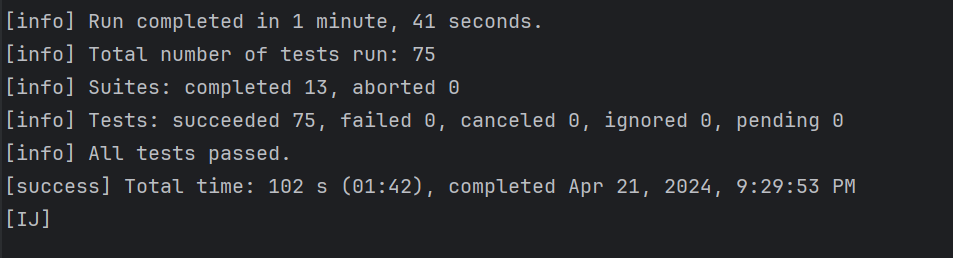 [info] Run completed in 1 minute, 41 seconds.
[info] Total number of tests run: 75
[info] Suites: completed 13, aborted 0
[info] Tests: succeeded 75, failed 0, canceled 0, ignored 0, pending 0
[info] All tests passed.
[success] Total time: 102 s (01:42), completed Apr 21, 2024, 9:29:53 PM
[IJ]